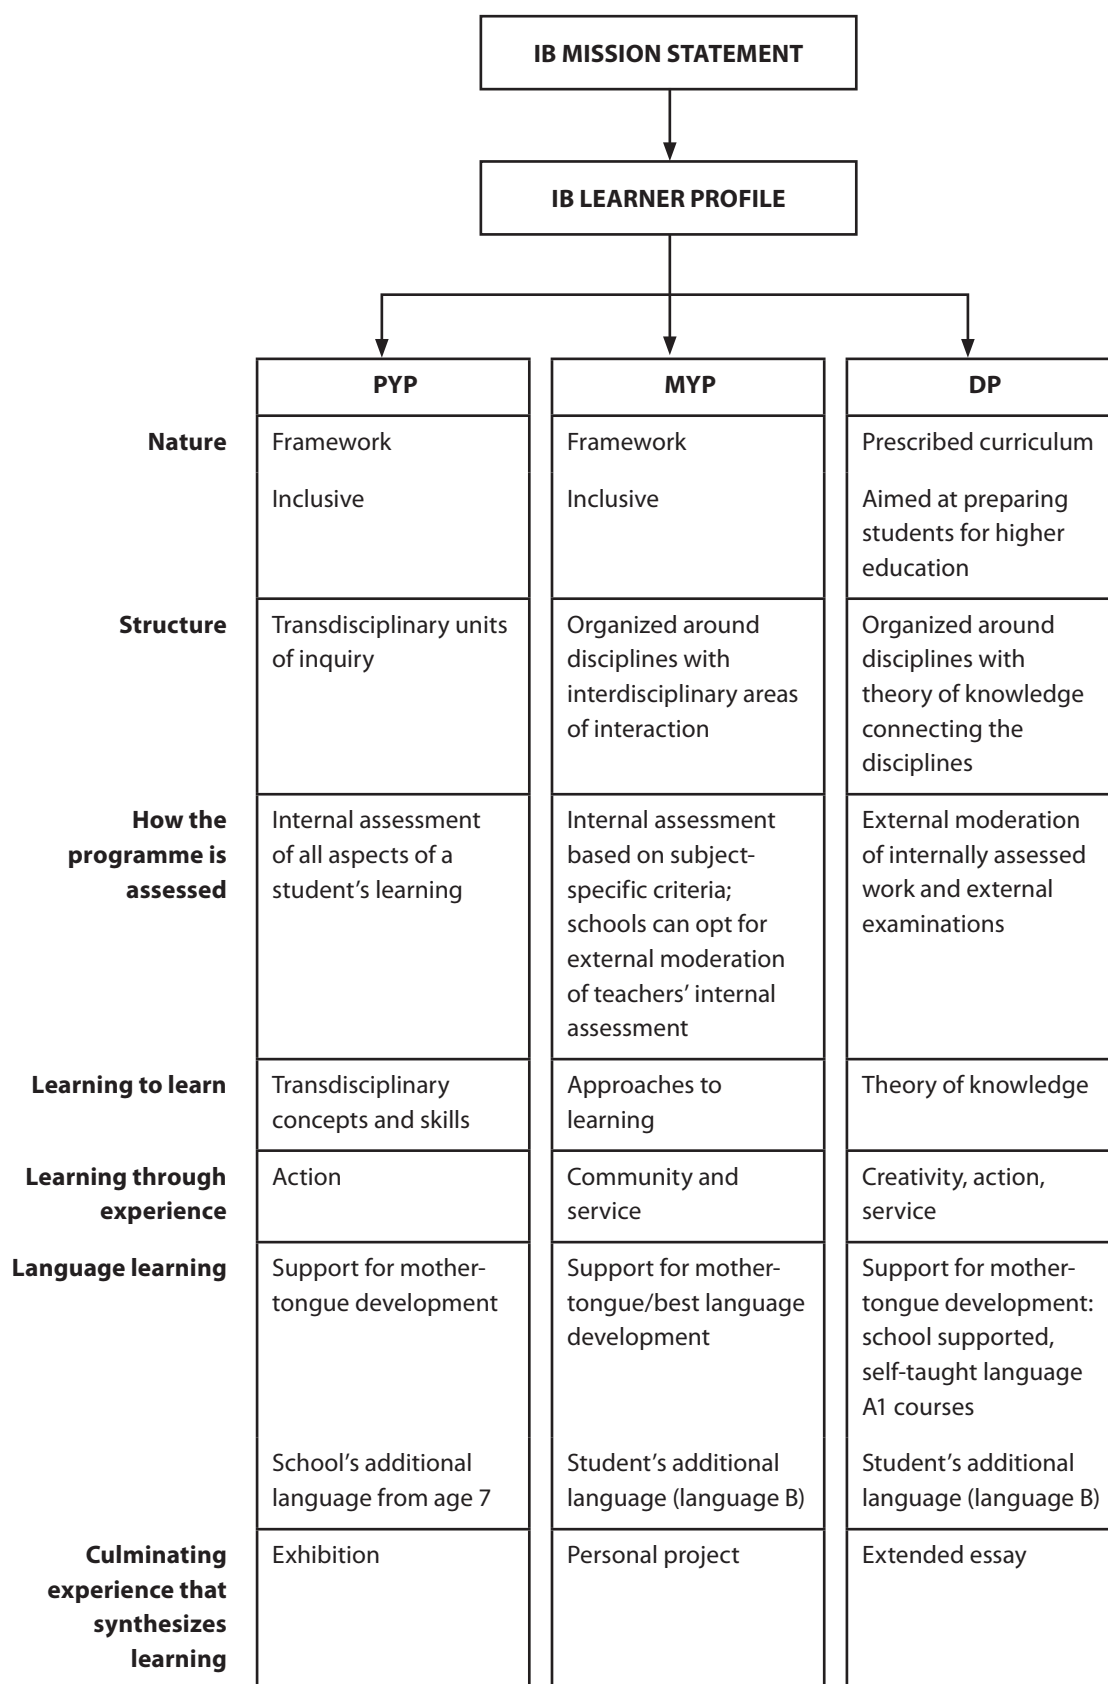 IB MISSION STATEMENT
IB LEARNER PROFILE
PYP
MYP
DP
Nature
Framework
Framework
Prescribed curriculum
Inclusive
Inclusive
Aimed at preparing
students for higher
education
Structure
Transdisciplinary units
of inquiry
Organized around
disciplines with
interdisciplinary areas
of interaction
Organized around
disciplines with
theory of knowledge
connecting the
disciplines
How the
programme is
assessed
Internal assessment
of all aspects of a
student’s learning
Internal assessment
based on subject-
specific criteria;
schools can opt for
external moderation
of teachers’ internal
assessment
External moderation
of internally assessed
work and external
examinations
Learning to learn
Transdisciplinary
concepts and skills
Approaches to
learning
Theory of knowledge
Learning through
experience
Action
Community and
service
Creativity, action,
service
Language learning
Support for mother-
tongue development
Support for mother-
tongue/best language
development
Support for mother-
tongue development:
school supported,
self-taught language
A1 courses
School’s additional
language from age 7
Student’s additional
language (language B)
Student’s additional
language (language B)
Culminating
experience that
synthesizes
learning
Exhibition
Personal project
Extended essay